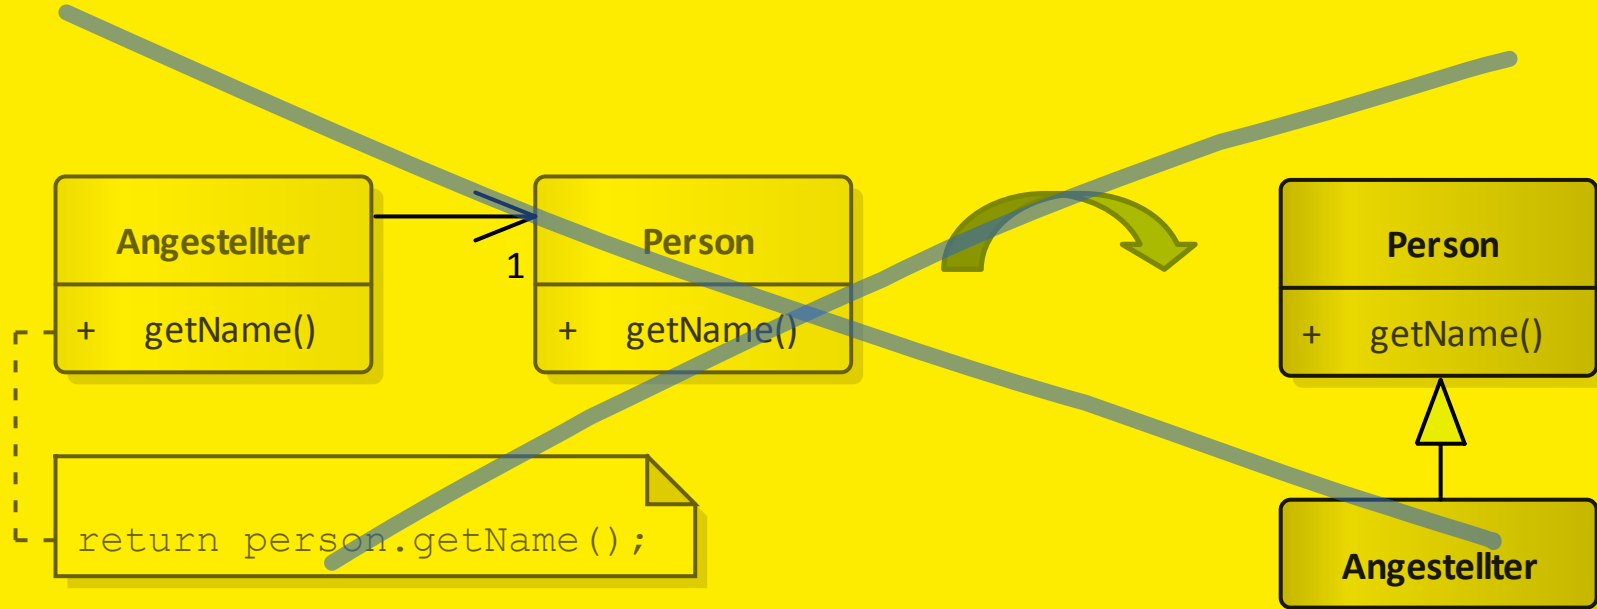 Angestellter
+ getName()
1
Person
+ getName()
return person.getName();
Person
+ getName()
Angestellter